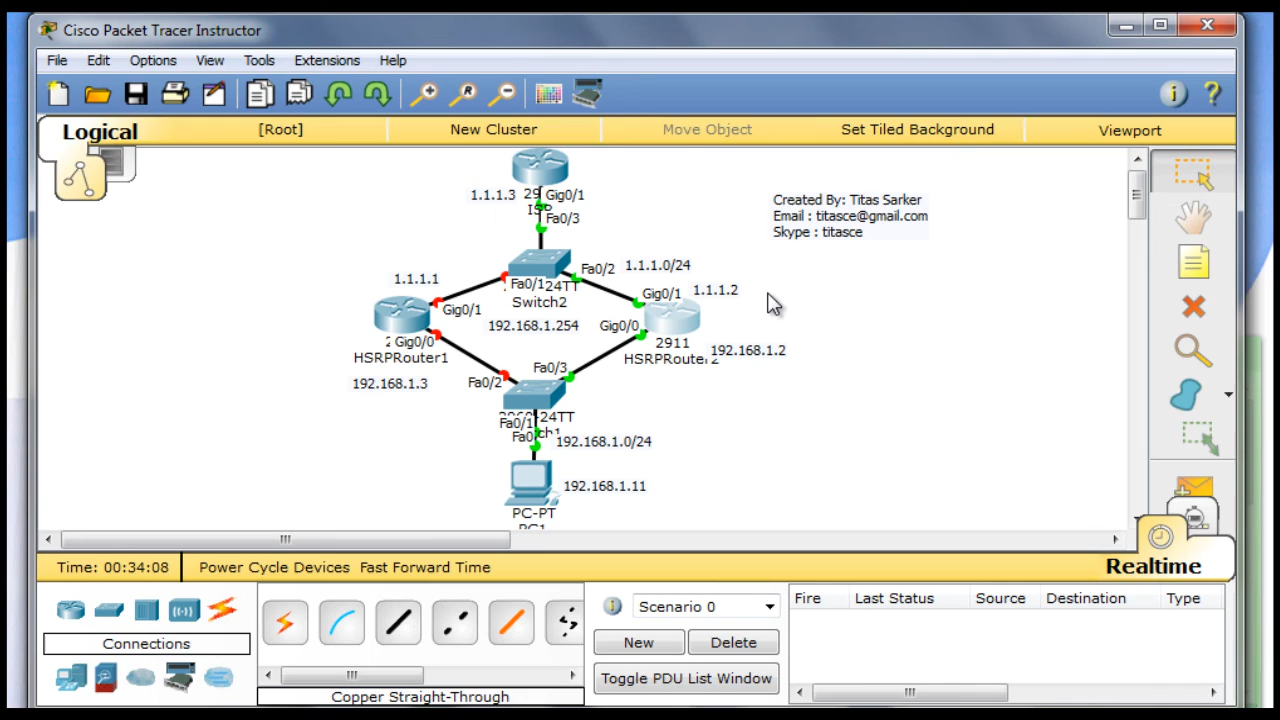 Cisco Packet Tracer Instructor
File Edit Options View Tools Extensions Help
Logical [Root] New Cluster Move Object Set Tiled Background Viewport
1.1.1.3
Gig0/1
Fa0/3
Created By: Titas Sarker
Email : titasce@gmail.com
Skype : titasce
1.1.1.1
Fa0/1
Fa0/2
1.1.1.0/24
Switch2
Gig0/1
Gig0/1
1.1.1.2
192.168.1.254
Gig0/0
Gig0/0
2911
HSRPRouter1
192.168.1.2
192.168.1.3
Fa0/2
Fa0/3
Fa0/1
192.168.1.0/24
192.168.1.11
PC-PT
PC1
Time: 00:34:08 Power Cycle Devices Fast Forward Time
Realtime
Connections
Copper Straight-Through
Scenario 0
New Delete
Toggle PDU List Window
Fire Last Status Source Destination Type